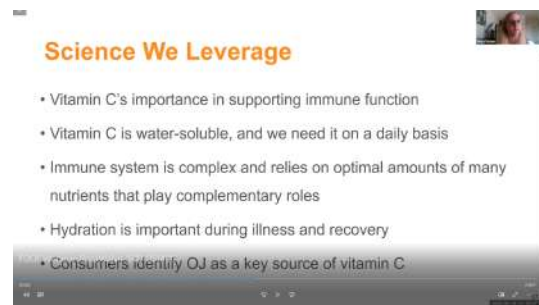 Science We Leverage
• Vitamin C's importance in supporting immune function
• Vitamin C is water-soluble, and we need it on a daily basis
• Immune system is complex and relies on optimal amounts of many
nutrients that play complementary roles
• Hydration is important during illness and recovery
• Consumers identify OJ as a key source of vitamin C